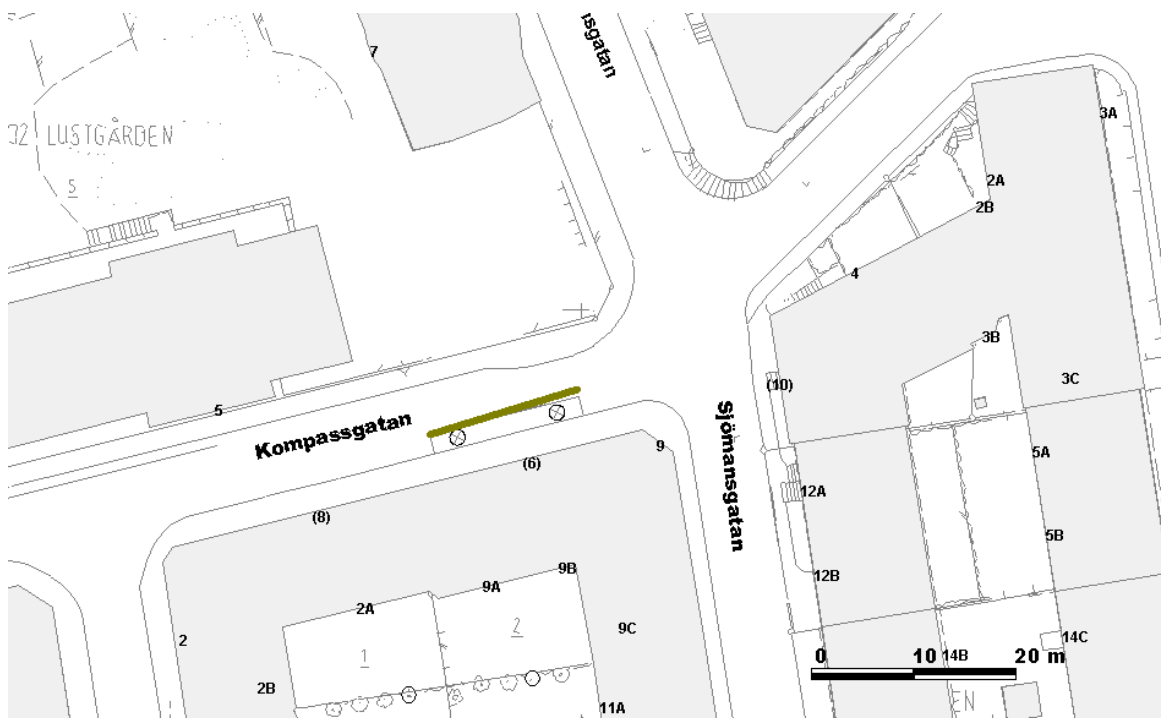 7
nsgatan
3A
32 LUSTGÅRDEN
5
2A
2B
4
3B
(10)
3C
5
Kompassgatan
Sjömansgatan
(6)
9
5A
12A
(8)
5B
9B
12B
9A
2A
2
9C
14C
1
2
0 10 20 m
14B
2B
EN
11A